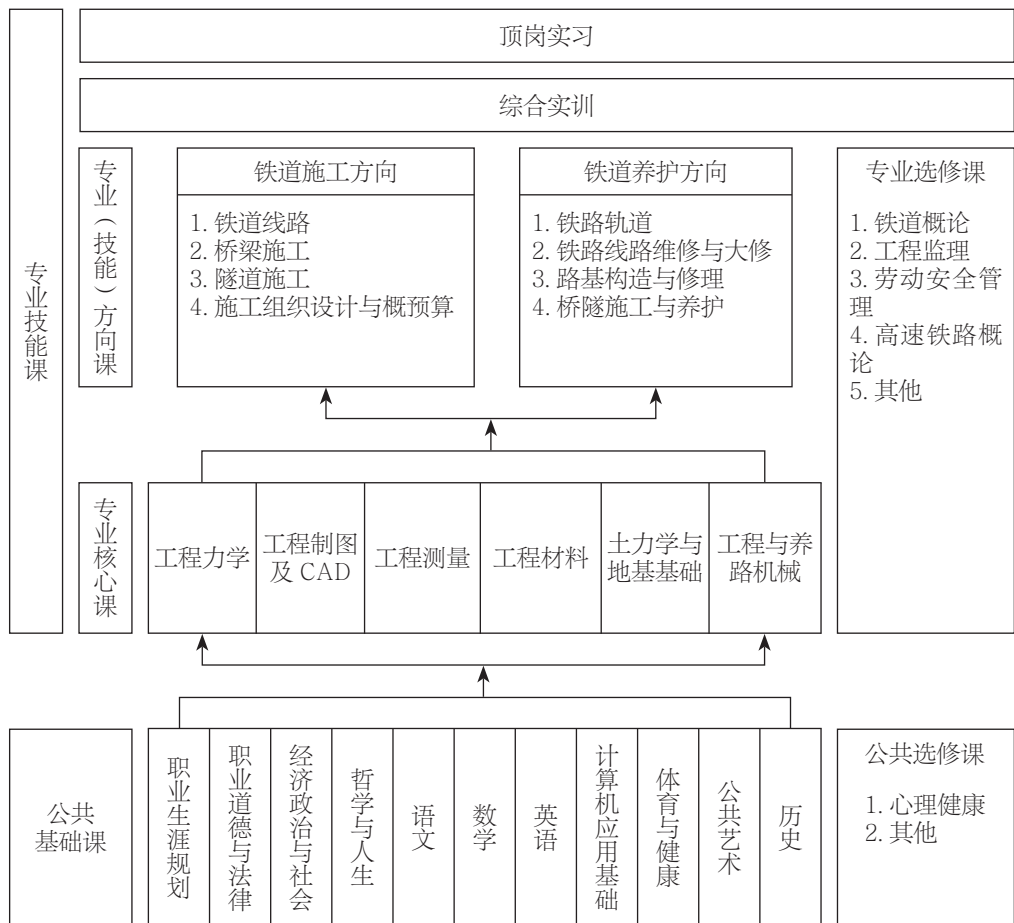 顶岗实习
综合实训
专业技能课
专业（技能）方向课
铁道施工方向
1. 铁道线路
2. 桥梁施工
3. 隧道施工
4. 施工组织设计与概预算
铁道养护方向
1. 铁路轨道
2. 铁路线路维修与大修
3. 路基构造与修理
4. 桥隧施工与养护
专业选修课
1. 铁道概论
2. 工程监理
3. 劳动安全管
理
4. 高速铁路概
论
5. 其他
专业核心课
工程力学
工程制图
及 CAD
工程测量
工程材料
土力学与
地基基础
工程与养
路机械
公共
基础课
职业生涯规划
职业道德与法律
经济政治与社会
哲学与人生
语文
数学
英语
计算机应用基础
体育与健康
公共艺术
历史
公共选修课
1. 心理健康
2. 其他